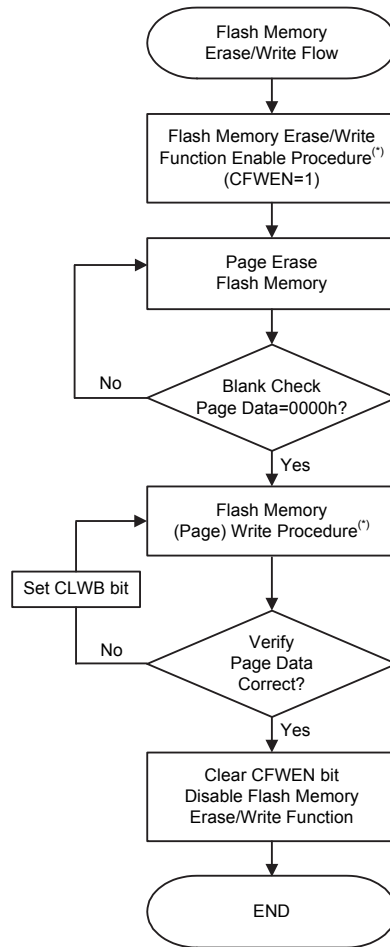 Flash Memory
Erase/Write Flow
Flash Memory Erase/Write
Function Enable Procedure(*)
(CFWEN=1)
Page Erase
Flash Memory
No
Blank Check
Page Data=0000h?
Yes
Flash Memory
(Page) Write Procedure(*)
Set CLWB bit
No
Verify
Page Data
Correct?
Yes
Clear CFWEN bit
Disable Flash Memory
Erase/Write Function
END